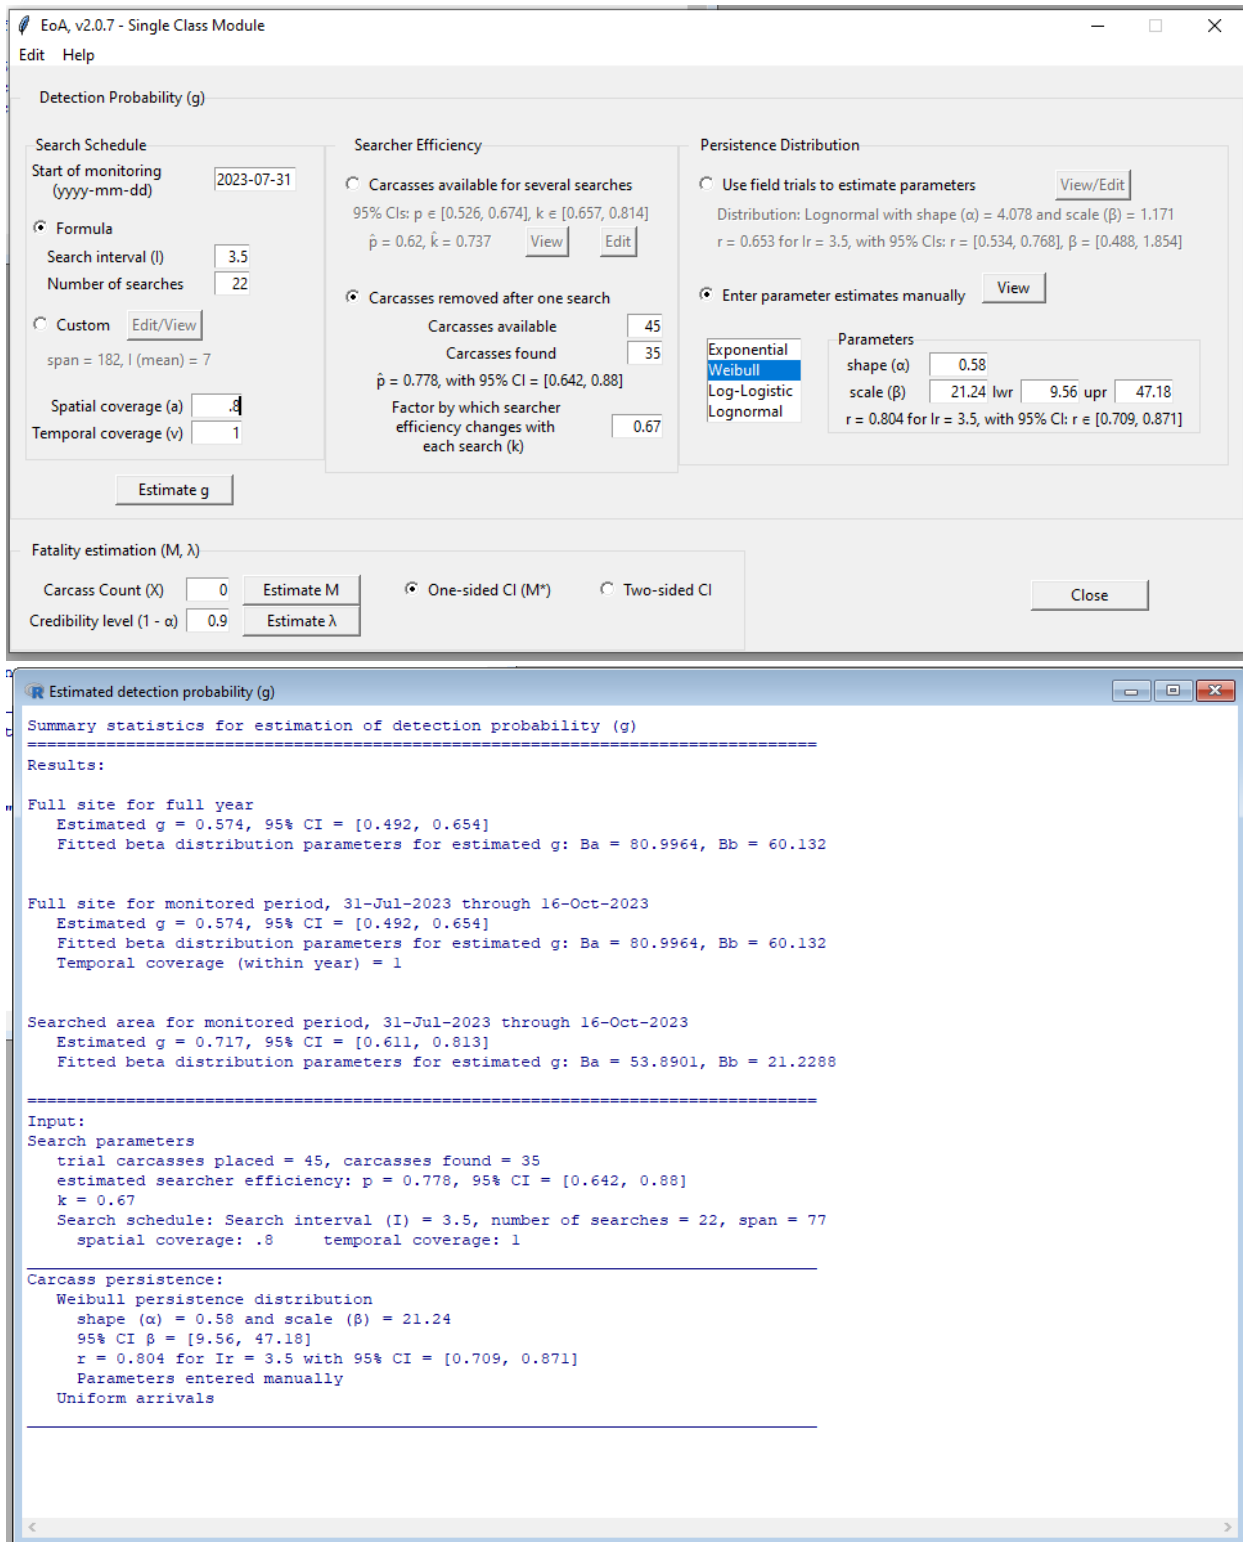 EoA, v2.0.7 - Single Class Module
Edit Help
Detection Probability (g)
Search Schedule
Start of monitoring
(yyyy-mm-dd)
2023-07-31
Formula
Search interval (I) 3.5
Number of searches 22
Custom Edit/View
span = 182, I (mean) = 7
Spatial coverage (a) .8
Temporal coverage (v) 1
Estimate g
Searcher Efficiency
Carcasses available for several searches
95% CIs: p ∈ [0.526, 0.674], k ∈ [0.657, 0.814]
p̂ = 0.62, k̂ = 0.737 View Edit
Carcasses removed after one search
Carcasses available 45
Carcasses found 35
p̂ = 0.778, with 95% CI = [0.642, 0.88]
Factor by which searcher
efficiency changes with
each search (k)
0.67
Persistence Distribution
Use field trials to estimate parameters View/Edit
Distribution: Lognormal with shape (α) = 4.078 and scale (β) = 1.171
r = 0.653 for Ir = 3.5, with 95% CIs: r = [0.534, 0.768], β = [0.488, 1.854]
Enter parameter estimates manually View
Exponential
Weibull
Log-Logistic
Lognormal
Parameters
shape (α) 0.58
scale (β) 21.24 lwr 9.56 upr 47.18
r = 0.804 for Ir = 3.5, with 95% CI: r ∈ [0.709, 0.871]
Fatality estimation (M, λ)
Carcass Count (X) 0 Estimate M One-sided CI (M*) Two-sided CI
Credibility level (1 - α) 0.9 Estimate λ
Close
Estimated detection probability (g)
Summary statistics for estimation of detection probability (g)
================================================================================
Results:
Full site for full year
Estimated g = 0.574, 95% CI = [0.492, 0.654]
Fitted beta distribution parameters for estimated g: Ba = 80.9964, Bb = 60.132
Full site for monitored period, 31-Jul-2023 through 16-Oct-2023
Estimated g = 0.574, 95% CI = [0.492, 0.654]
Fitted beta distribution parameters for estimated g: Ba = 80.9964, Bb = 60.132
Temporal coverage (within year) = 1
Searched area for monitored period, 31-Jul-2023 through 16-Oct-2023
Estimated g = 0.717, 95% CI = [0.611, 0.813]
Fitted beta distribution parameters for estimated g: Ba = 53.8901, Bb = 21.2288
================================================================================
Input:
Search parameters
trial carcasses placed = 45, carcasses found = 35
estimated searcher efficiency: p = 0.778, 95% CI = [0.642, 0.88]
k = 0.67
Search schedule: Search interval (I) = 3.5, number of searches = 22, span = 77
spatial coverage: .8 temporal coverage: 1
Carcass persistence:
Weibull persistence distribution
shape (α) = 0.58 and scale (β) = 21.24
95% CI β = [9.56, 47.18]
r = 0.804 for Ir = 3.5 with 95% CI = [0.709, 0.871]
Parameters entered manually
Uniform arrivals